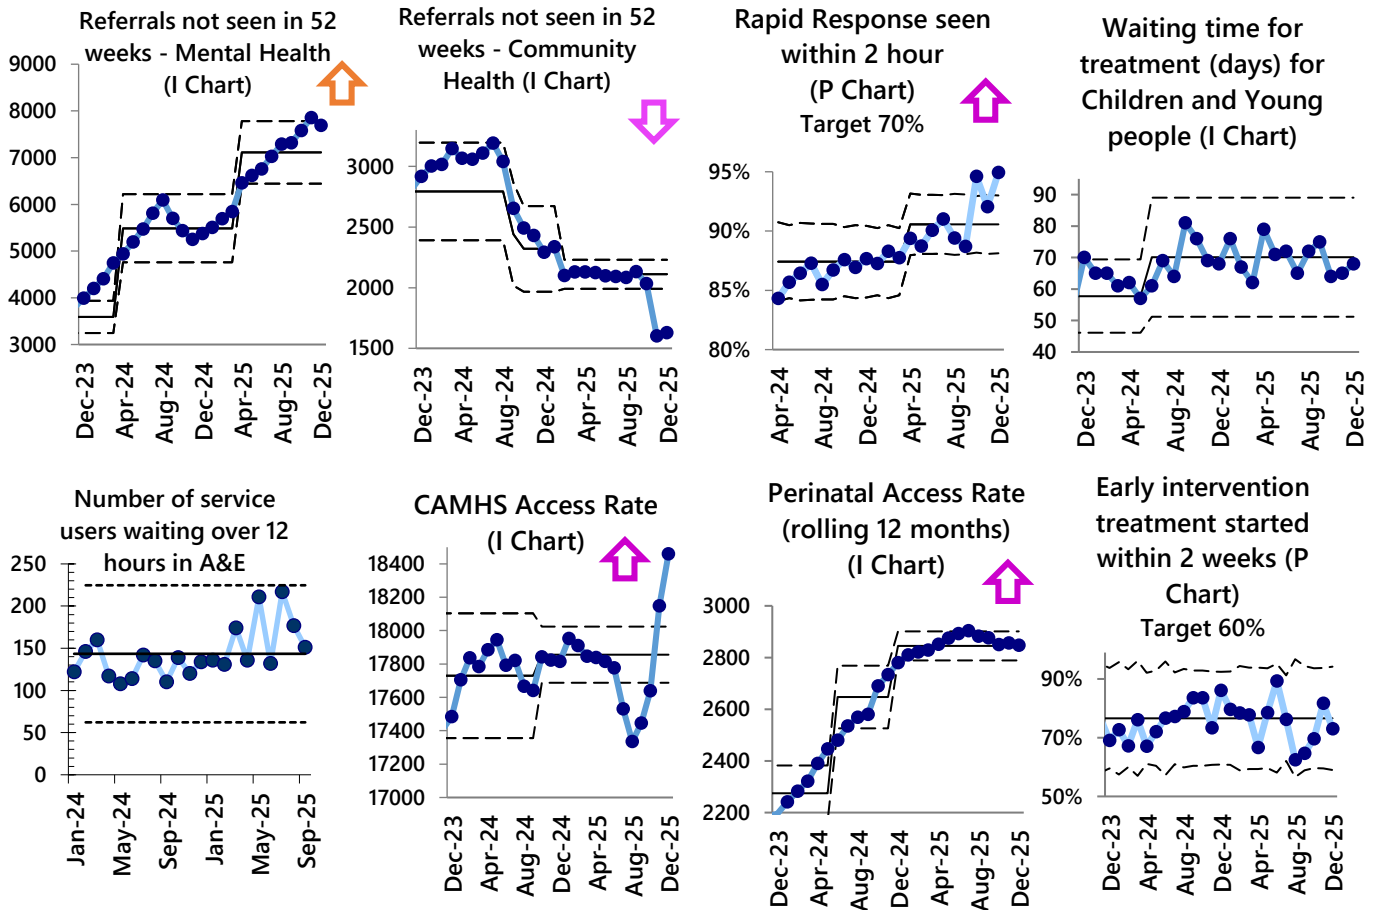 Referrals not seen in 52
weeks - Mental Health
(I Chart)
9000
8000
7000
6000
5000
4000
3000
Dec-23
Apr-24
Aug-24
Dec-24
Apr-25
Aug-25
Dec-25
Referrals not seen in 52
weeks - Community
Health (I Chart)
3000
2500
2000
1500
Dec-23
Apr-24
Aug-24
Dec-24
Apr-25
Aug-25
Dec-25
Rapid Response seen
within 2 hour
(P Chart)
Target 70%
95%
90%
85%
80%
Apr-24
Aug-24
Dec-24
Apr-25
Aug-25
Dec-25
Waiting time for
treatment (days) for
Children and Young
people (I Chart)
90
80
70
60
50
40
Dec-23
Apr-24
Aug-24
Dec-24
Apr-25
Aug-25
Dec-25
Number of service
users waiting over 12
hours in A&E
250
200
150
100
50
0
Jan-24
May-24
Sep-24
Jan-25
May-25
Sep-25
CAMHS Access Rate
(I Chart)
18400
18200
18000
17800
17600
17400
17200
17000
Dec-23
Apr-24
Aug-24
Dec-24
Apr-25
Aug-25
Dec-25
Perinatal Access Rate
(rolling 12 months)
(I Chart)
3000
2800
2600
2400
2200
Dec-23
Apr-24
Aug-24
Dec-24
Apr-25
Aug-25
Dec-25
Early intervention
treatment started
within 2 weeks (P
Chart)
Target 60%
90%
70%
50%
Dec-23
Apr-24
Aug-24
Dec-24
Apr-25
Aug-25
Dec-25